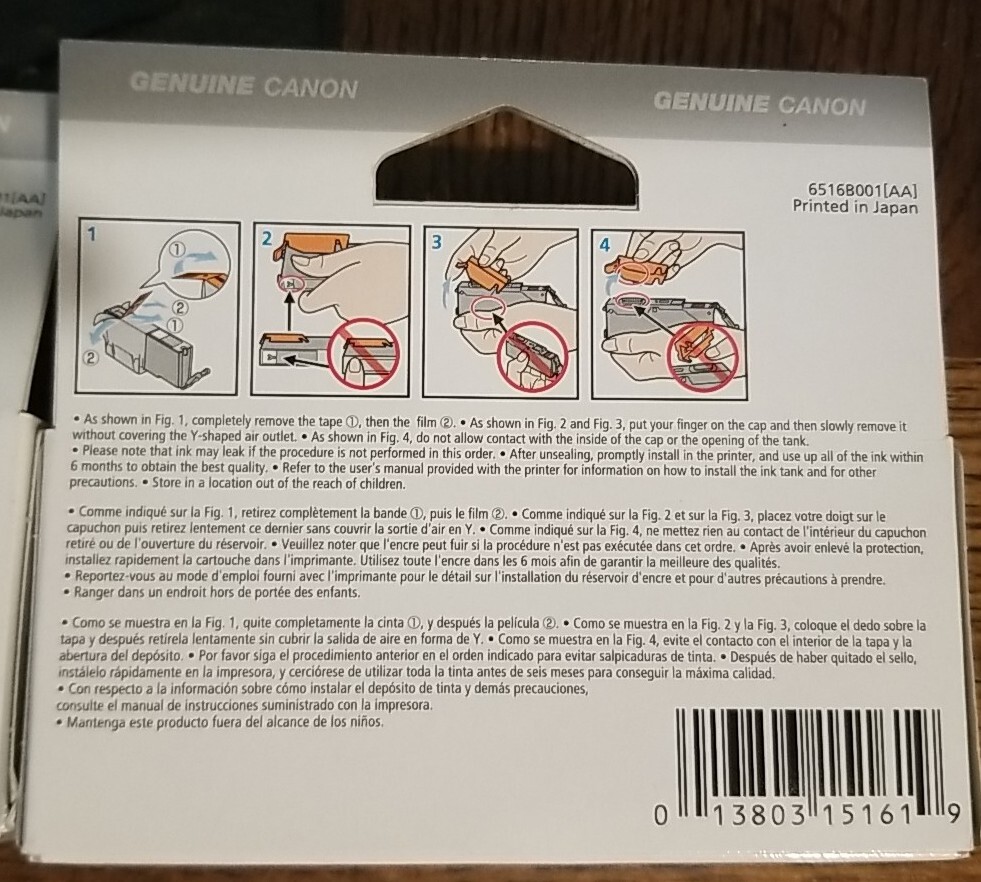 GENUINE CANON
GENUINE CANON
6516B001[AA]
Printed in Japan
1[AA]
Japan
1
①
②
①
②
2
3
4
• As shown in Fig. 1, completely remove the tape ①, then the film ②. • As shown in Fig. 2 and Fig. 3, put your finger on the cap and then slowly remove it
without covering the Y-shaped air outlet. • As shown in Fig. 4, do not allow contact with the inside of the cap or the opening of the tank.
• Please note that ink may leak if the procedure is not performed in this order. • After unsealing, promptly install in the printer, and use up all of the ink within
6 months to obtain the best quality. • Refer to the user's manual provided with the printer for information on how to install the ink tank and for other
precautions. • Store in a location out of the reach of children.
• Comme indiqué sur la Fig. 1, retirez complètement la bande ①, puis le film ②. • Comme indiqué sur la Fig. 2 et sur la Fig. 3, placez votre doigt sur le
capuchon puis retirez lentement ce dernier sans couvrir la sortie d'air en Y. • Comme indiqué sur la Fig. 4, ne mettez rien au contact de l'intérieur du capuchon
retiré ou de l'ouverture du réservoir. • Veuillez noter que l'encre peut fuir si la procédure n'est pas exécutée dans cet ordre. • Après avoir enlevé la protection,
installez rapidement la cartouche dans l'imprimante. Utilisez toute l'encre dans les 6 mois afin de garantir la meilleure des qualités.
• Reportez-vous au mode d'emploi fourni avec l'imprimante pour le détail sur l'installation du réservoir d'encre et pour d'autres précautions à prendre.
• Ranger dans un endroit hors de portée des enfants.
• Como se muestra en la Fig. 1, quite completamente la cinta ①, y después la película ②. • Como se muestra en la Fig. 2 y la Fig. 3, coloque el dedo sobre la
tapa y después retírela lentamente sin cubrir la salida de aire en forma de Y. • Como se muestra en la Fig. 4, evite el contacto con el interior de la tapa y la
abertura del depósito. • Por favor siga el procedimiento anterior en el orden indicado para evitar salpicaduras de tinta. • Después de haber quitado el sello,
instálelo rápidamente en la impresora, y cerciórese de utilizar toda la tinta antes de seis meses para conseguir la máxima calidad.
• Con respecto a la información sobre cómo instalar el depósito de tinta y demás precauciones,
consulte el manual de instrucciones suministrado con la impresora.
• Mantenga este producto fuera del alcance de los niños.
0 13803 15161 9